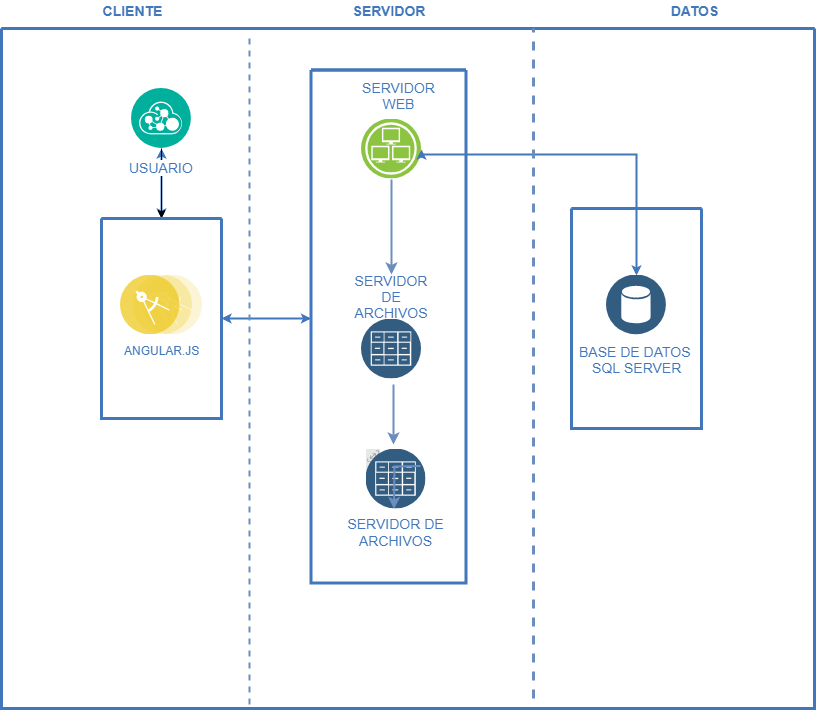 CLIENTE
SERVIDOR
DATOS
USUARIO
ANGULAR.JS
SERVIDOR
WEB
SERVIDOR
DE
ARCHIVOS
SERVIDOR DE
ARCHIVOS
BASE DE DATOS
SQL SERVER